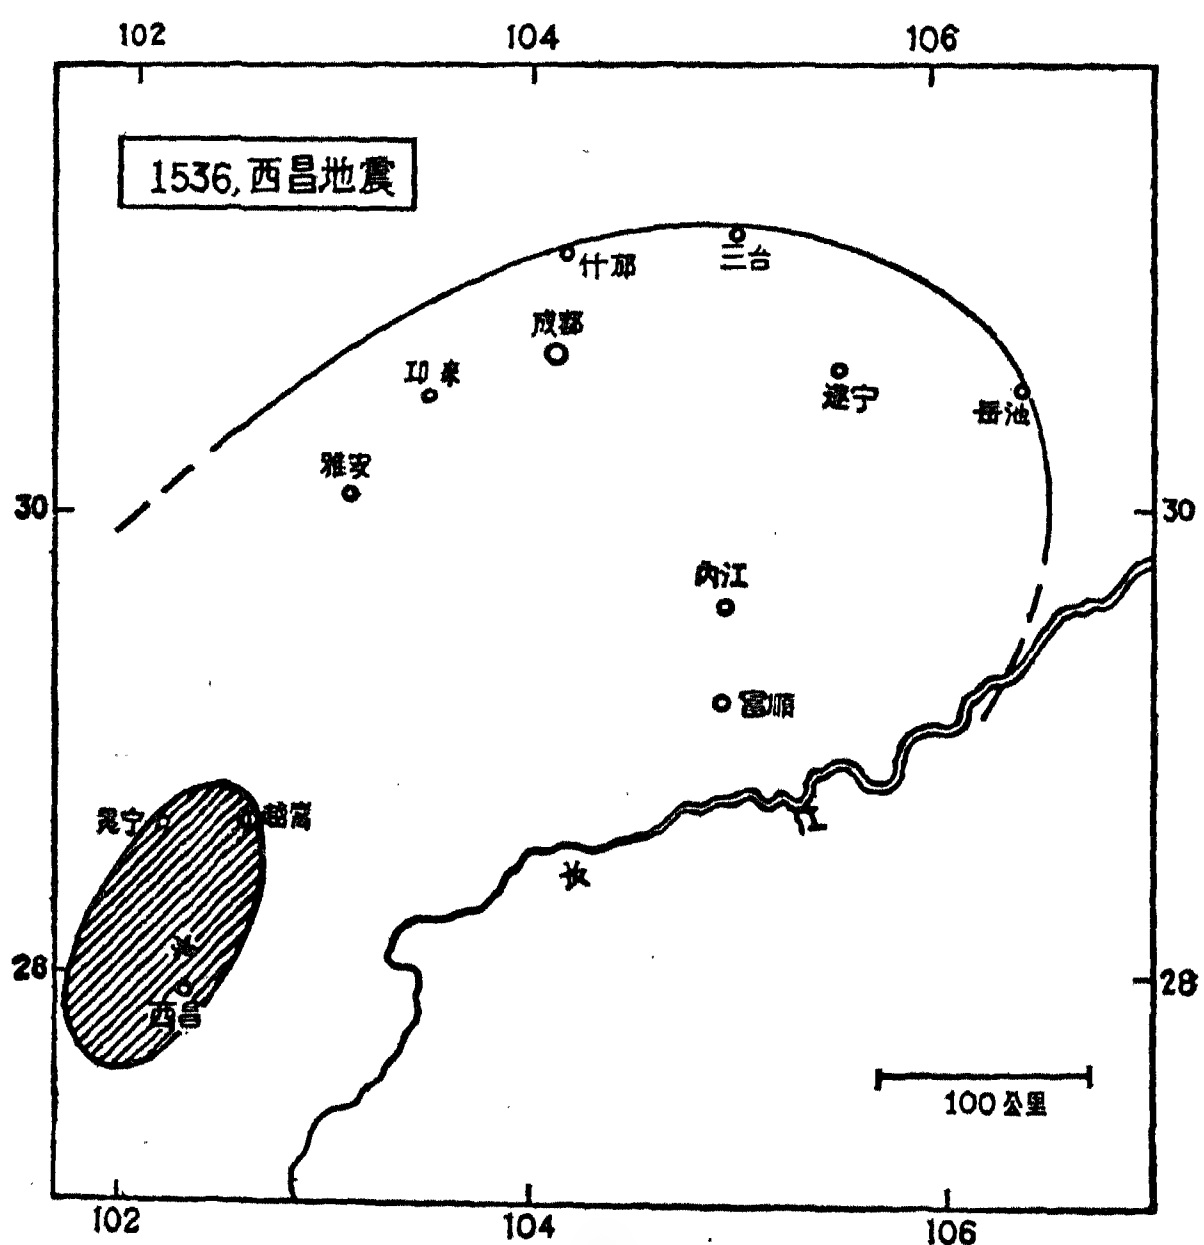 102 104 106
1536,西昌地震
什邡
三台
成都
邛来
遂宁
岳池
雅安
30 30
内江
富順
冕宁
越嶲
江
长
28 28
西昌
100公里
102 104 106